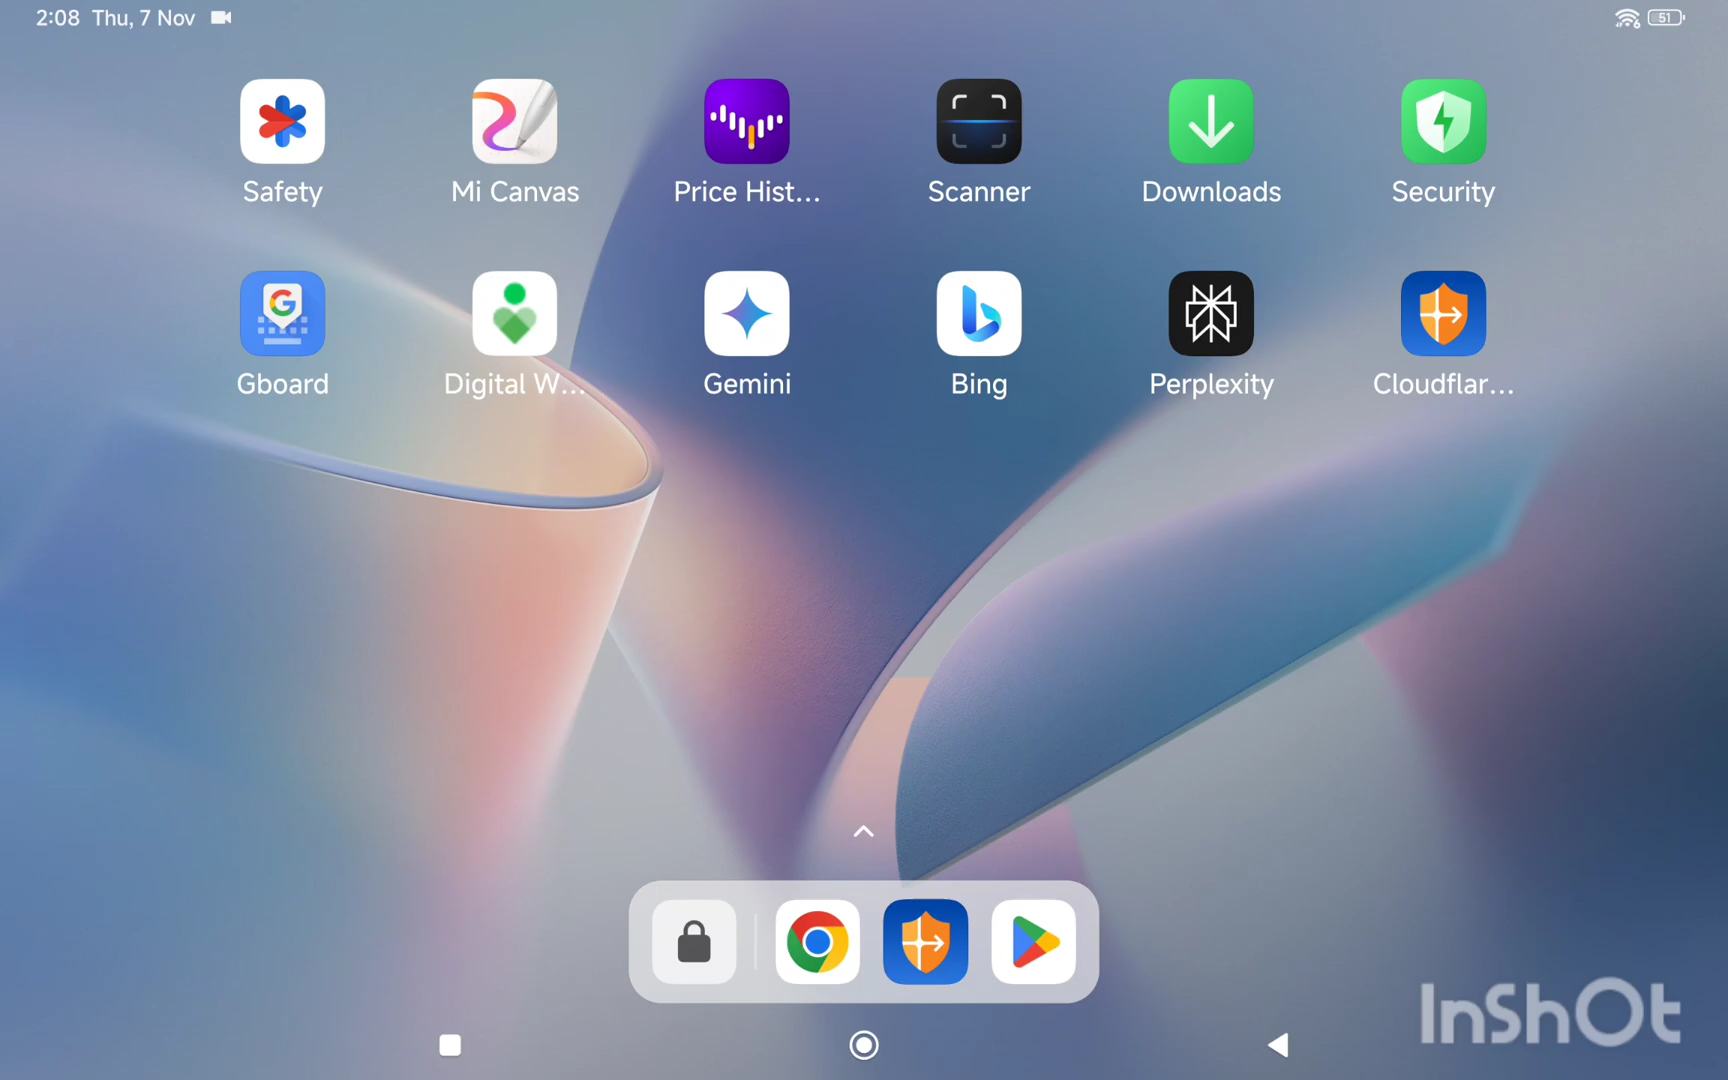 2:08 Thu, 7 Nov
51
Safety
Mi Canvas
Price Hist...
Scanner
Downloads
Security
Gboard
Digital W...
Gemini
Bing
Perplexity
Cloudflar...
InShOt